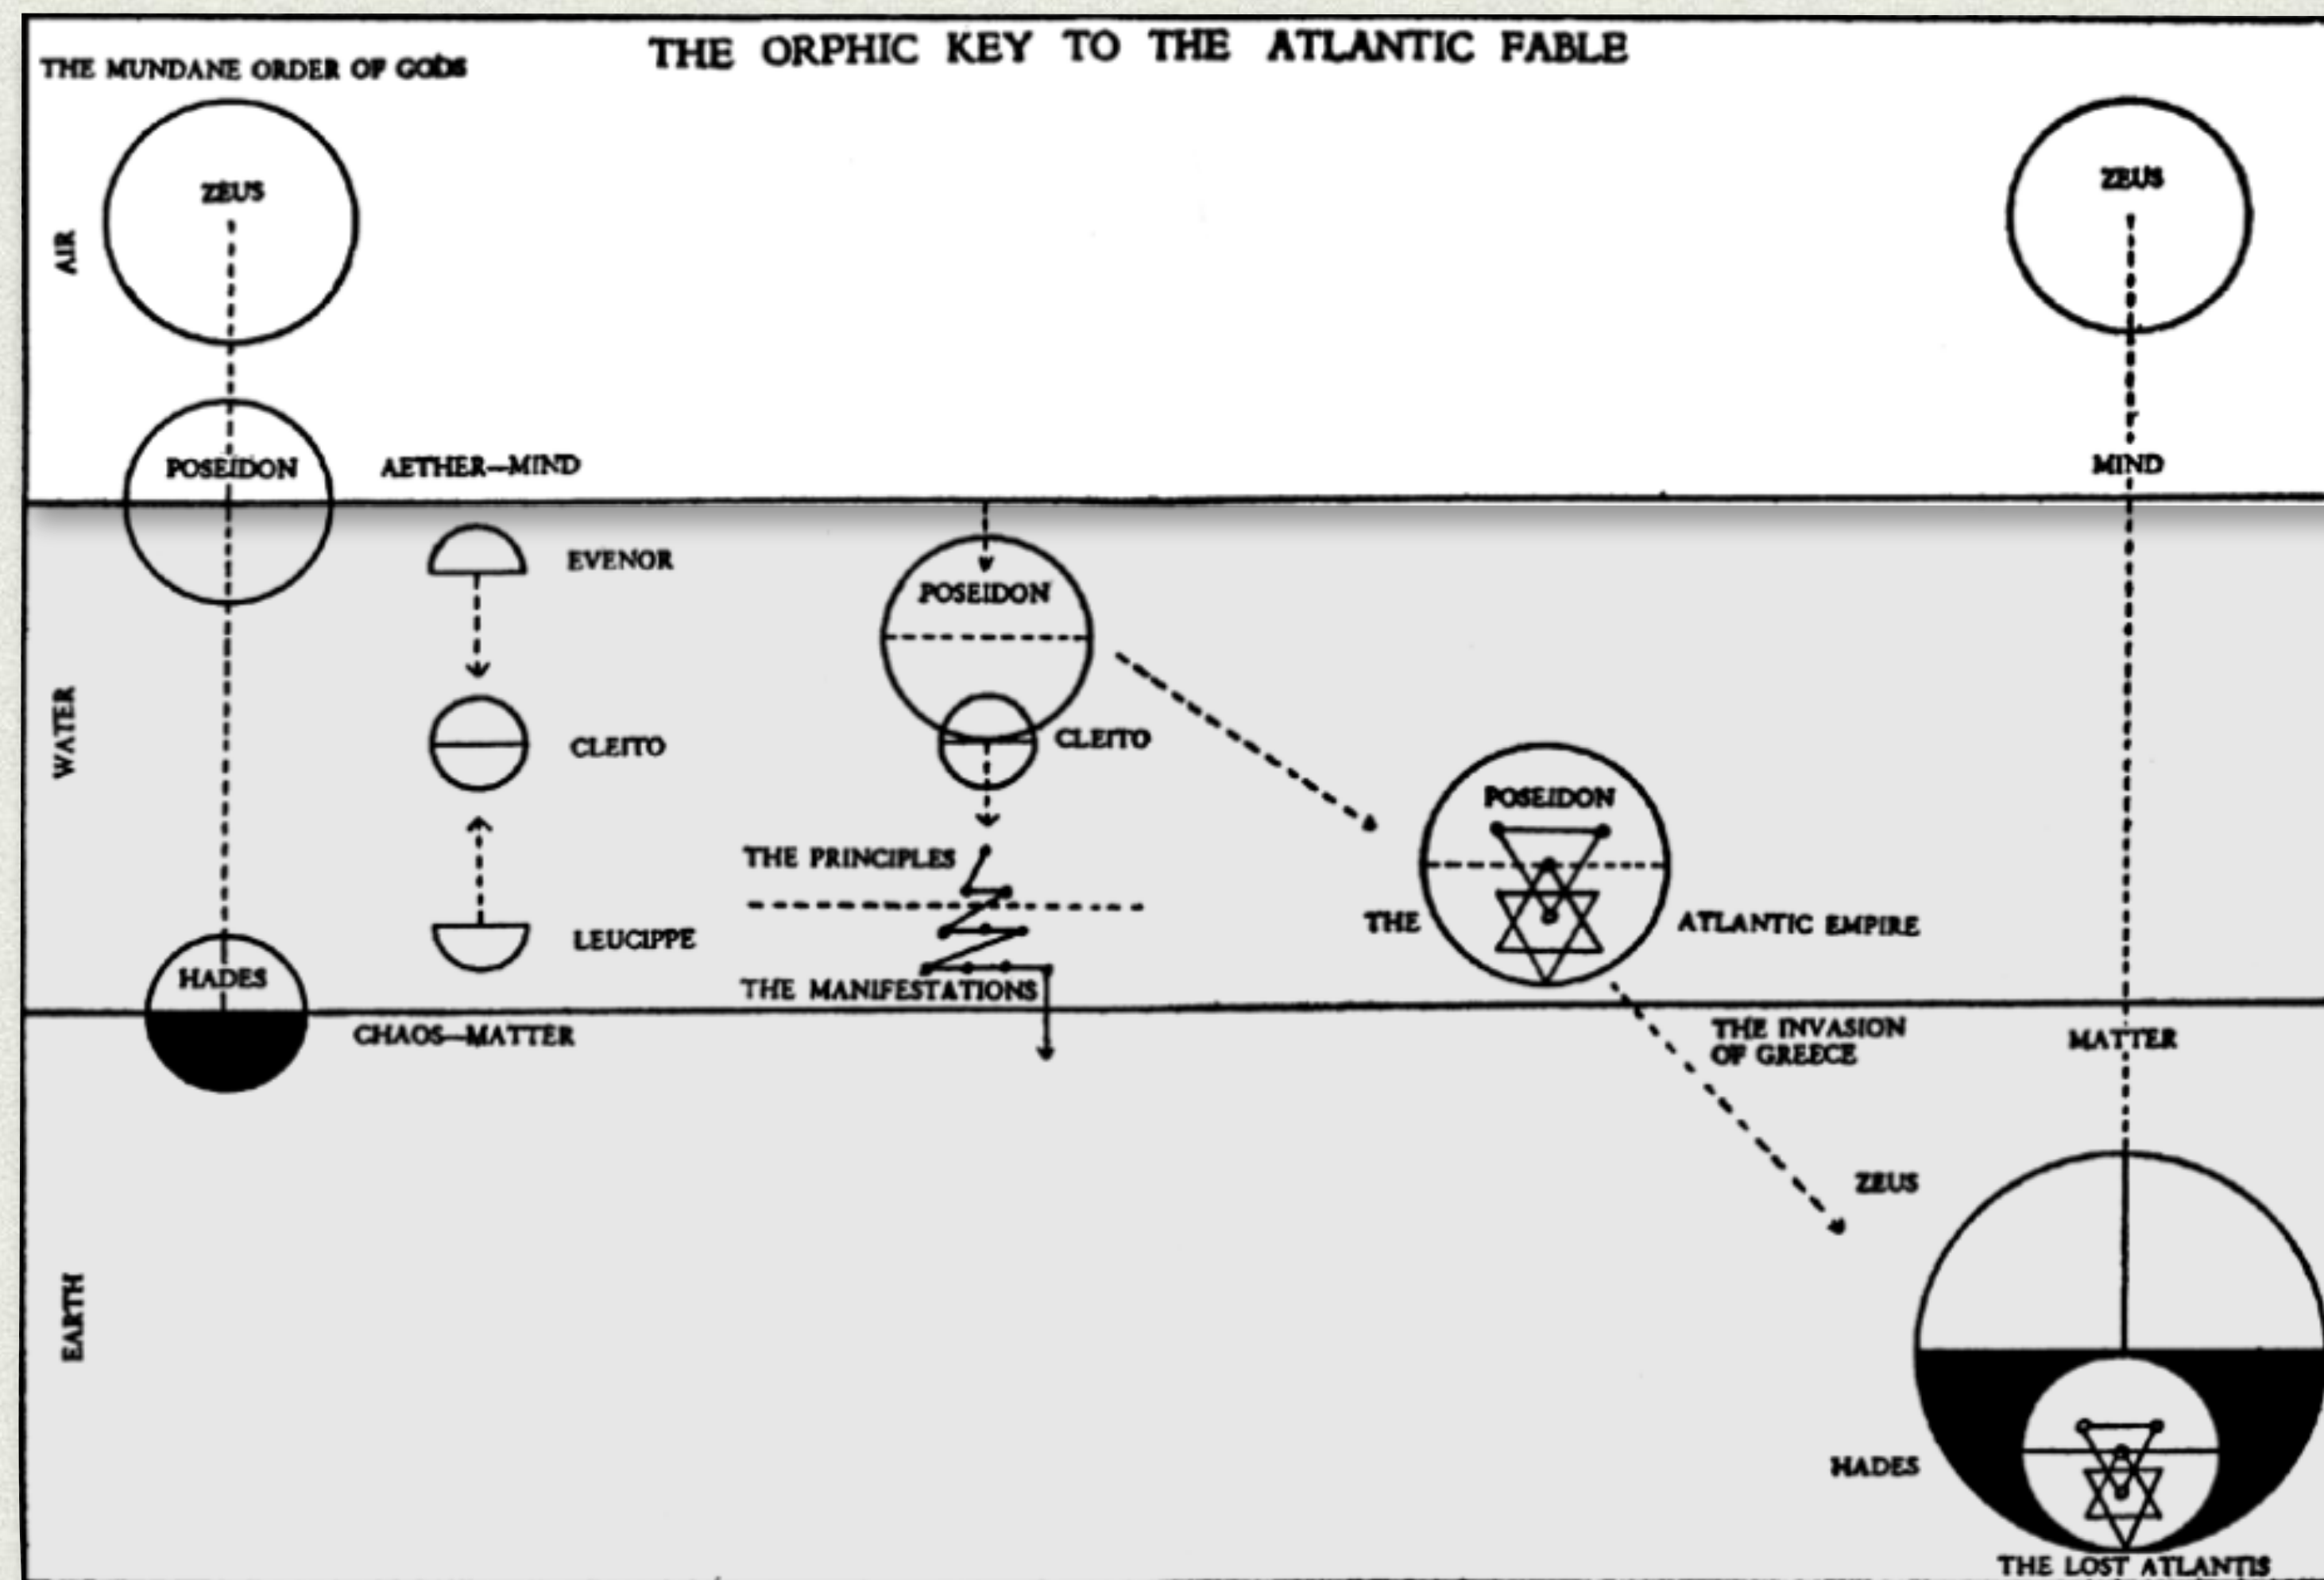 THE ORPHIC KEY TO THE ATLANTIC FABLE
THE MUNDANE ORDER OF GODS
ZEUS
ZEUS
AIR
POSEIDON
AETHER—MIND
MIND
EVENOR
POSEIDON
WATER
CLEITO
CLEITO
POSEIDON
THE PRINCIPLES
THE
ATLANTIC EMPIRE
LEUCIPPE
HADES
THE MANIFESTATIONS
CHAOS—MATTER
THE INVASION
OF GREECE
MATTER
ZEUS
EARTH
HADES
THE LOST ATLANTIS